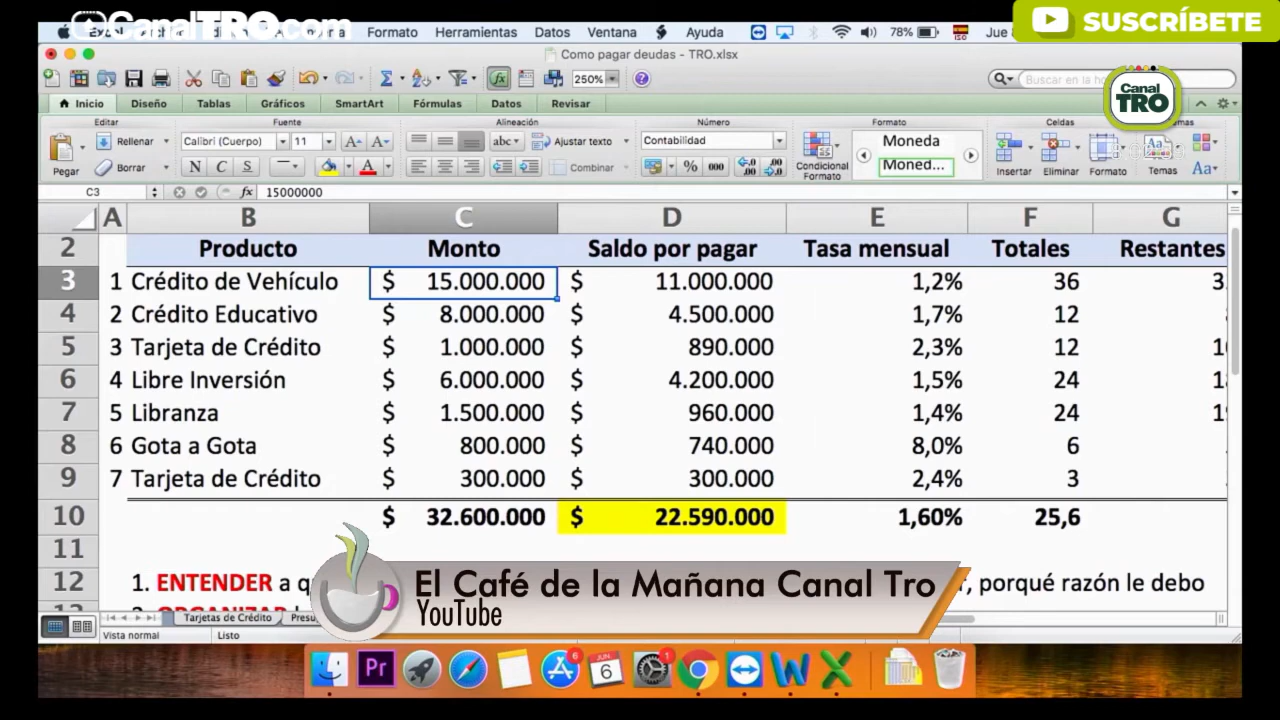 CanalTRO.com
SUSCRÍBETE
Excel
Formato Herramientas Datos Ventana Ayuda 78% Jue
Como pagar deudas - TRO.xlsx
250%
Buscar en la
Canal
TRO
Inicio Diseño Tablas Gráficos SmartArt Fórmulas Datos Revisar
Editar Fuente Alineación Número Formato Celdas
Rellenar Calibri (Cuerpo) 11 A A abc Ajustar texto Contabilidad Moneda
Pegar Borrar N C S A Combinar % 000 Condicional Formato Moned... Insertar Eliminar Formato Temas Aa
C3 fx 15000000
A B C D E F G
2 Producto Monto Saldo por pagar Tasa mensual Totales Restantes
3 1 Crédito de Vehículo $ 15.000.000 $ 11.000.000 1,2% 36
4 2 Crédito Educativo $ 8.000.000 $ 4.500.000 1,7% 12
5 3 Tarjeta de Crédito $ 1.000.000 $ 890.000 2,3% 12
6 4 Libre Inversión $ 6.000.000 $ 4.200.000 1,5% 24
7 5 Libranza $ 1.500.000 $ 960.000 1,4% 24
8 6 Gota a Gota $ 800.000 $ 740.000 8,0% 6
9 7 Tarjeta de Crédito $ 300.000 $ 300.000 2,4% 3
10 $ 32.600.000 $ 22.590.000 1,60% 25,6
11
12 1. ENTENDER a , porqué razón le debo
El Café de la Mañana Canal Tro
YouTube
Tarjetas de Crédito
Vista normal Listo
Pr 6 JUN 6 1 W X